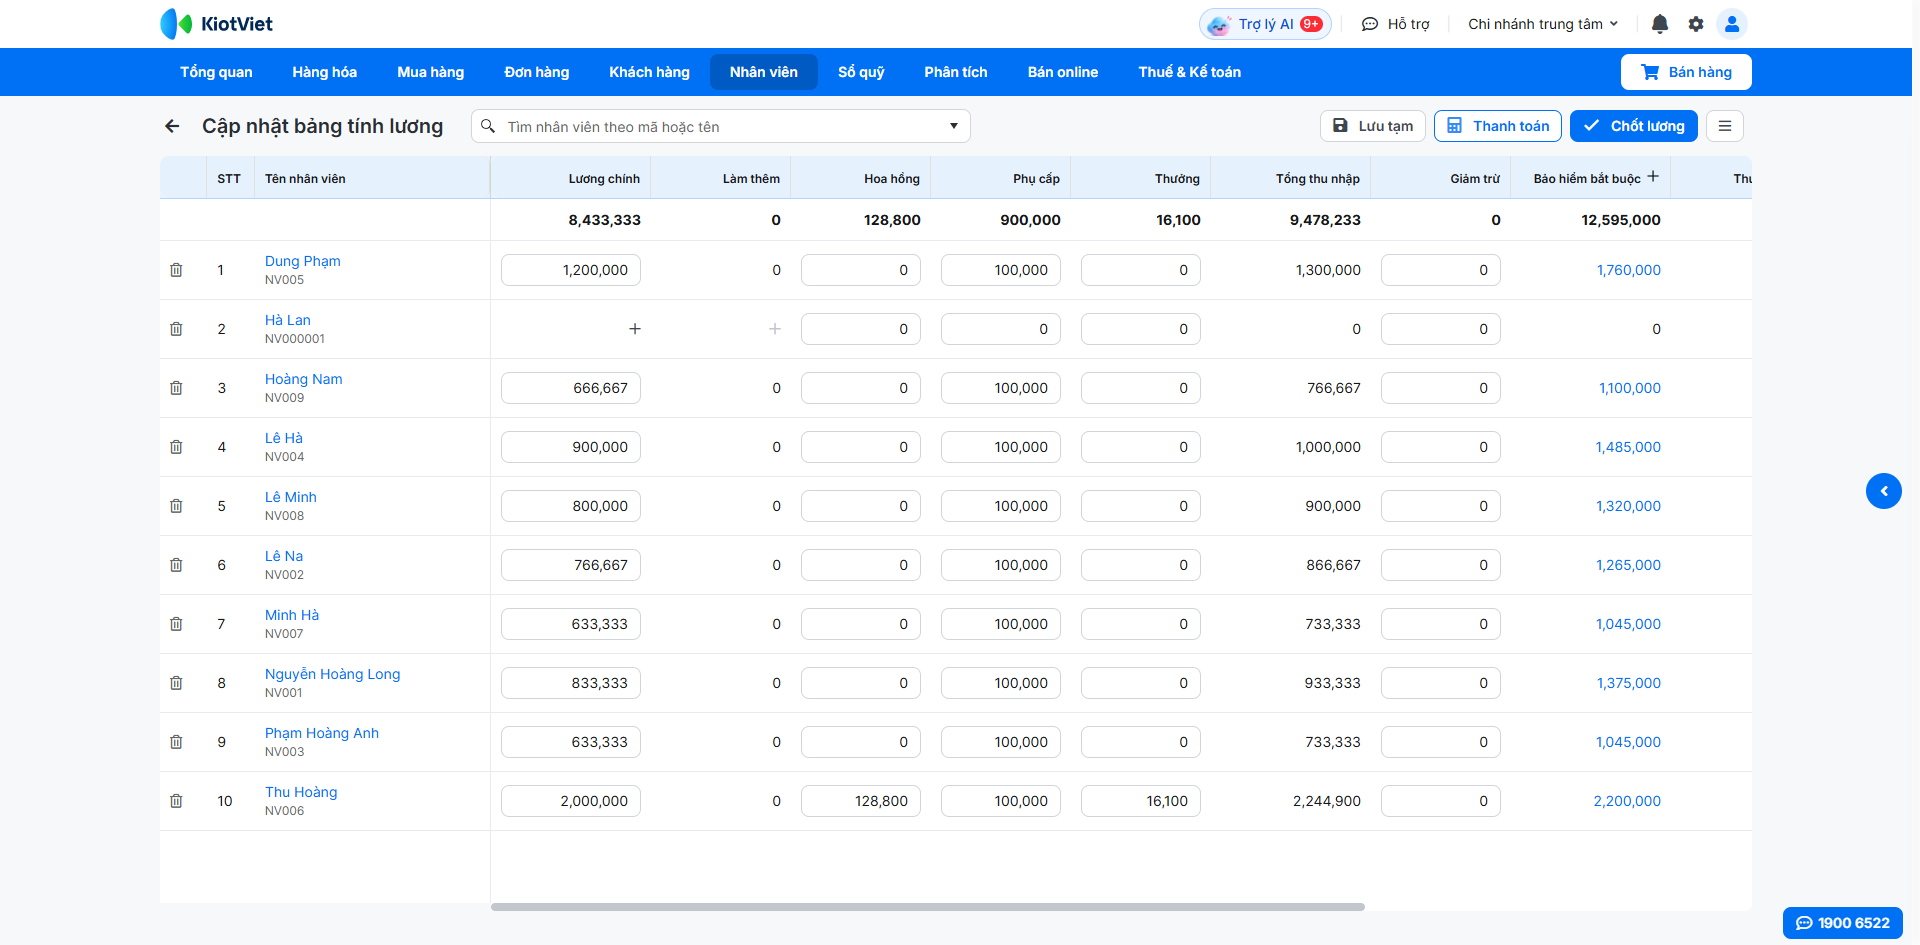 KiotViet
Trợ lý AI 9+ Hỗ trợ Chi nhánh trung tâm
Tổng quan Hàng hóa Mua hàng Đơn hàng Khách hàng Nhân viên Sổ quỹ Phân tích Bán online Thuế & Kế toán Bán hàng
Cập nhật bảng tính lương Tìm nhân viên theo mã hoặc tên Lưu tạm Thanh toán Chốt lương
STT Tên nhân viên Lương chính Làm thêm Hoa hồng Phụ cấp Thưởng Tổng thu nhập Giảm trừ Bảo hiểm bắt buộc
8,433,333 0 128,800 900,000 16,100 9,478,233 0 12,595,000
1 Dung Phạm 1,200,000 0 0 100,000 0 1,300,000 0 1,760,000
NV005
2 Hà Lan 0 0 0 0 0 0
NV000001
3 Hoàng Nam 666,667 0 0 100,000 0 766,667 0 1,100,000
NV009
4 Lê Hà 900,000 0 0 100,000 0 1,000,000 0 1,485,000
NV004
5 Lê Minh 800,000 0 0 100,000 0 900,000 0 1,320,000
NV008
6 Lê Na 766,667 0 0 100,000 0 866,667 0 1,265,000
NV002
7 Minh Hà 633,333 0 0 100,000 0 733,333 0 1,045,000
NV007
8 Nguyễn Hoàng Long 833,333 0 0 100,000 0 933,333 0 1,375,000
NV001
9 Phạm Hoàng Anh 633,333 0 0 100,000 0 733,333 0 1,045,000
NV003
10 Thu Hoàng 2,000,000 0 128,800 100,000 16,100 2,244,900 0 2,200,000
NV006
1900 6522